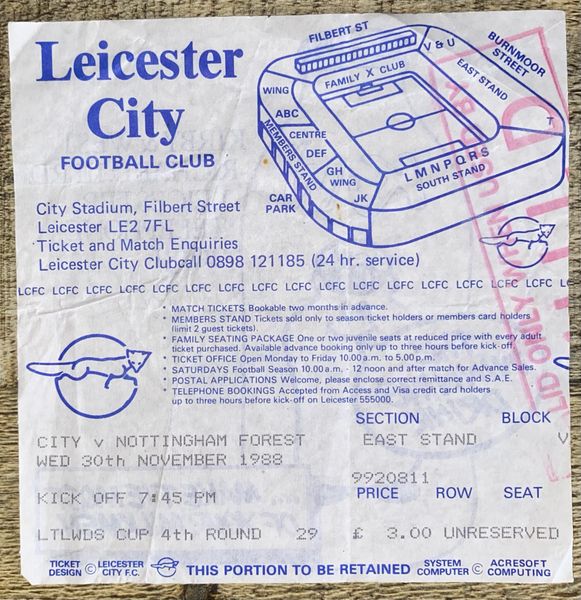 Leicester
City
FOOTBALL CLUB
FILBERT ST
V & U
BURNMOOR
STREET
EAST STAND
FAMILY X CLUB
WING
ABC
CENTRE
DEF
MEMBERS STAND
GH
WING
JK
CAR
PARK
L M N P Q R S
SOUTH STAND
T
City Stadium, Filbert Street
Leicester LE2 7FL
Ticket and Match Enquiries
Leicester City Clubcall 0898 121185 (24 hr. service)
LCFC LCFC LCFC LCFC LCFC LCFC LCFC LCFC LCFC LCFC LCFC LCFC LCFC LCFC LCFC
* MATCH TICKETS Bookable two months in advance.
* MEMBERS STAND Tickets sold only to season ticket holders or members card holders
(limit 2 guest tickets).
* FAMILY SEATING PACKAGE One or two juvenile seats at reduced price with every adult
ticket purchased. Available advance booking only up to three hours before kick-off.
* TICKET OFFICE Open Monday to Friday 10.00 a.m. to 5.00 p.m.
* SATURDAYS Football Season 10.00 a.m. - 12 noon and after match for Advance Sales.
* POSTAL APPLICATIONS Welcome, please enclose correct remittance and S.A.E.
* TELEPHONE BOOKINGS Accepted from Access and Visa credit card holders
up to three hours before kick-off on Leicester 555000.
SECTION BLOCK
CITY v NOTTINGHAM FOREST EAST STAND V
WED 30th NOVEMBER 1988
9920811
KICK OFF 7:45 PM PRICE ROW SEAT
LTLWDS CUP 4th ROUND 29 £ 3.00 UNRESERVED
TICKET DESIGN © LEICESTER CITY F.C. THIS PORTION TO BE RETAINED SYSTEM COMPUTER © ACRESOFT COMPUTING